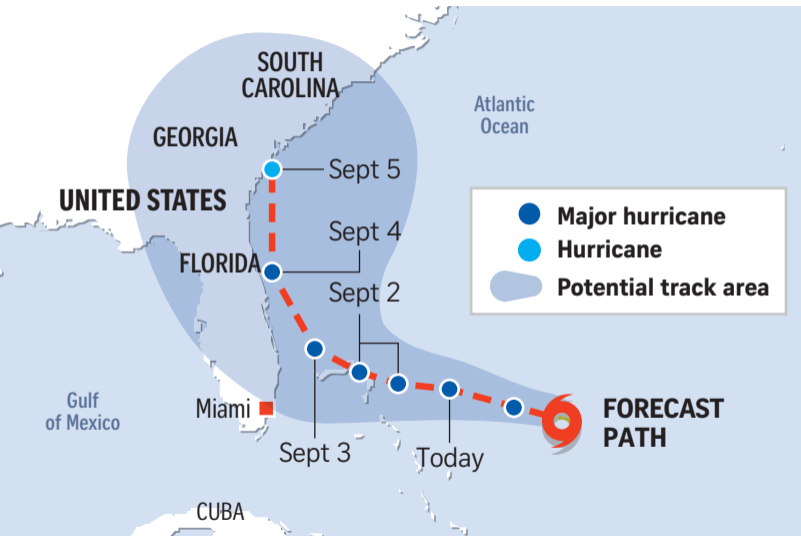 SOUTH
CAROLINA
Atlantic
Ocean
GEORGIA
Sept 5
UNITED STATES
Major hurricane
Sept 4
Hurricane
FLORIDA
Potential track area
Sept 2
Gulf
of Mexico
Miami
FORECAST
PATH
Sept 3
Today
CUBA